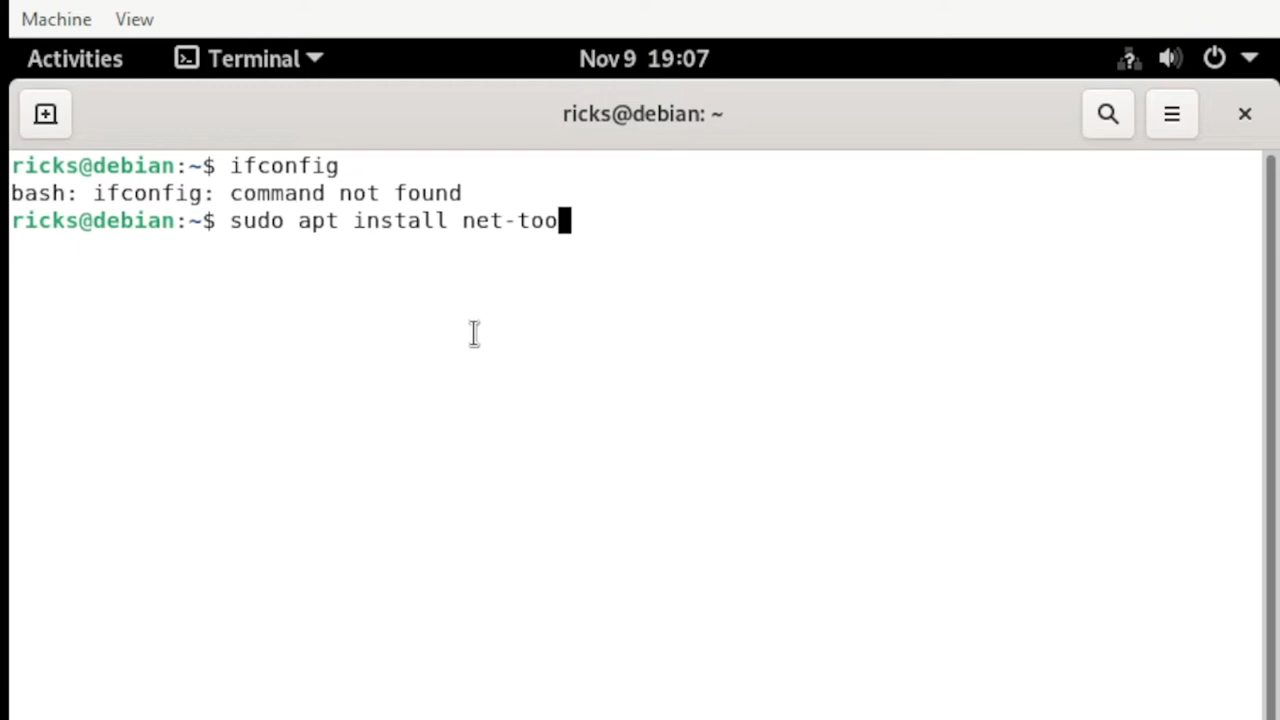 Machine View
Activities Terminal Nov 9 19:07
ricks@debian: ~
ricks@debian:~$ ifconfig
bash: ifconfig: command not found
ricks@debian:~$ sudo apt install net-too